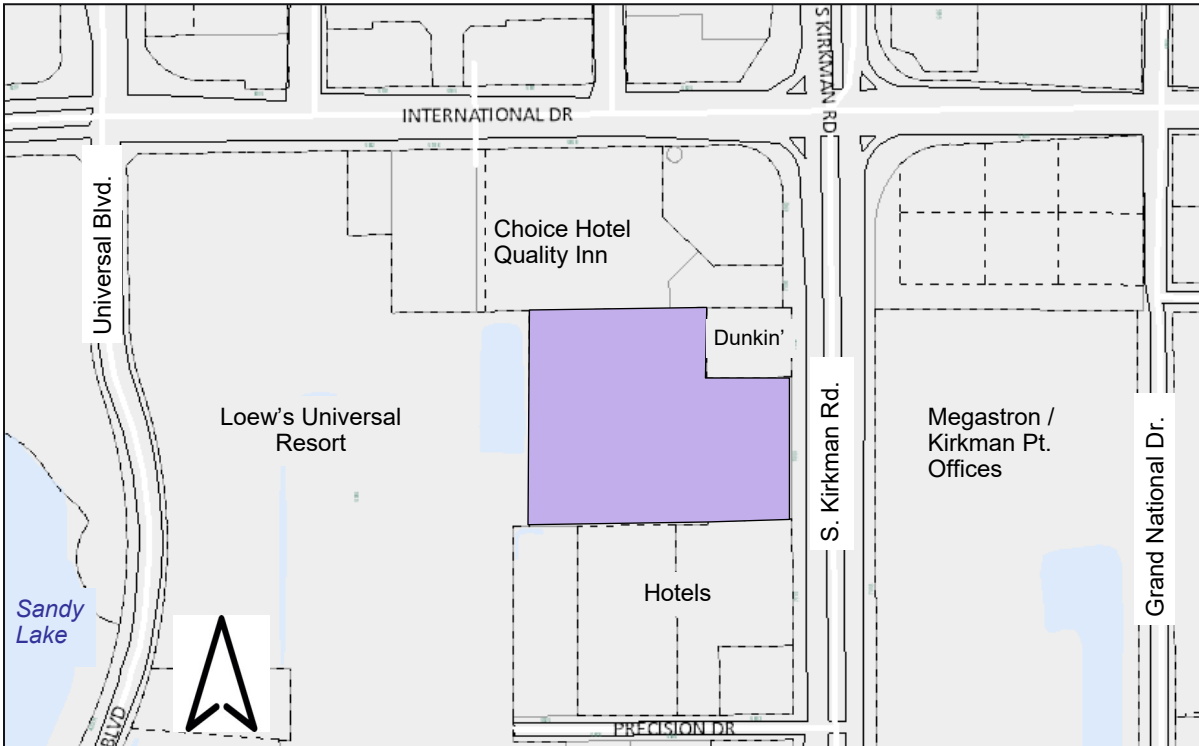 S KIRKMAN RD
INTERNATIONAL DR
Universal Blvd.
Choice Hotel
Quality Inn
Dunkin’
Loew’s Universal
Resort
S. Kirkman Rd.
Megastron /
Kirkman Pt.
Offices
Grand National Dr.
Hotels
Sandy
Lake
BLVD
PRECISION DR